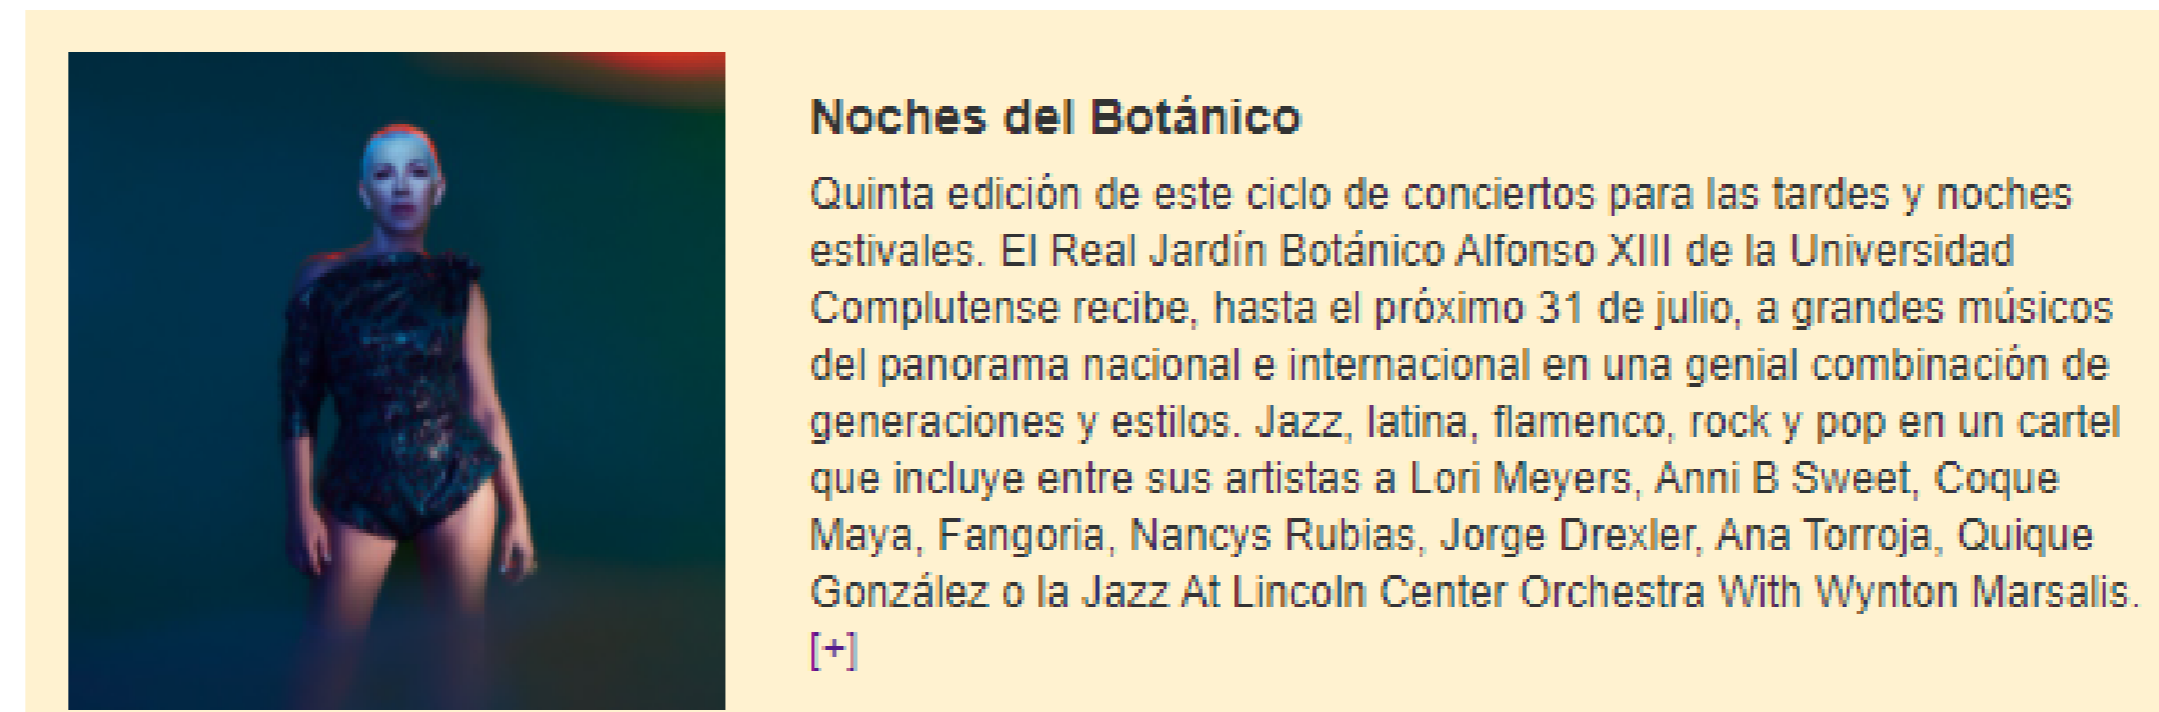 Noches del Botánico
Quinta edición de este ciclo de conciertos para las tardes y noches
estivales. El Real Jardín Botánico Alfonso XIII de la Universidad
Complutense recibe, hasta el próximo 31 de julio, a grandes músicos
del panorama nacional e internacional en una genial combinación de
generaciones y estilos. Jazz, latina, flamenco, rock y pop en un cartel
que incluye entre sus artistas a Lori Meyers, Anni B Sweet, Coque
Maya, Fangoria, Nancys Rubias, Jorge Drexler, Ana Torroja, Quique
González o la Jazz At Lincoln Center Orchestra With Wynton Marsalis.
[+]